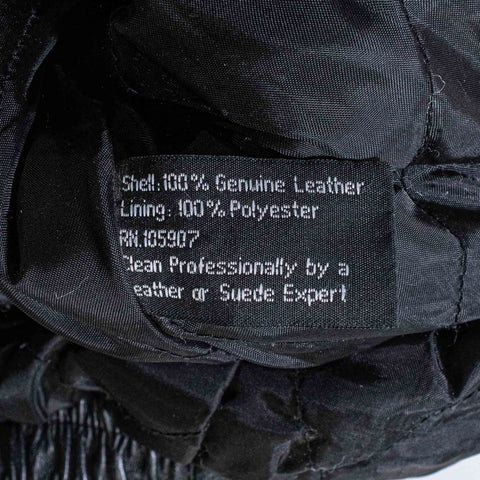 Shell: 100% Genuine Leather
Lining: 100% Polyester
RN.105907
Clean Professionally by a
Leather or Suede Expert